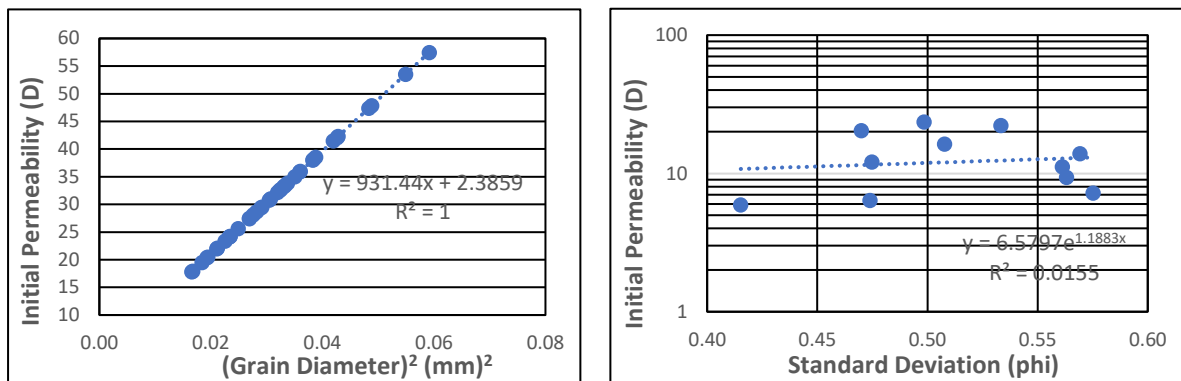 60
55
50
45
40
35
30
25
20
15
10
Initial Permeability (D)
y = 931.44x + 2.3859
R² = 1
0.00 0.02 0.04 0.06 0.08
(Grain Diameter)² (mm)²
100
10
1
Initial Permeability (D)
y = 6.5797e^1.1883x
R² = 0.0155
0.40 0.45 0.50 0.55 0.60
Standard Deviation (phi)